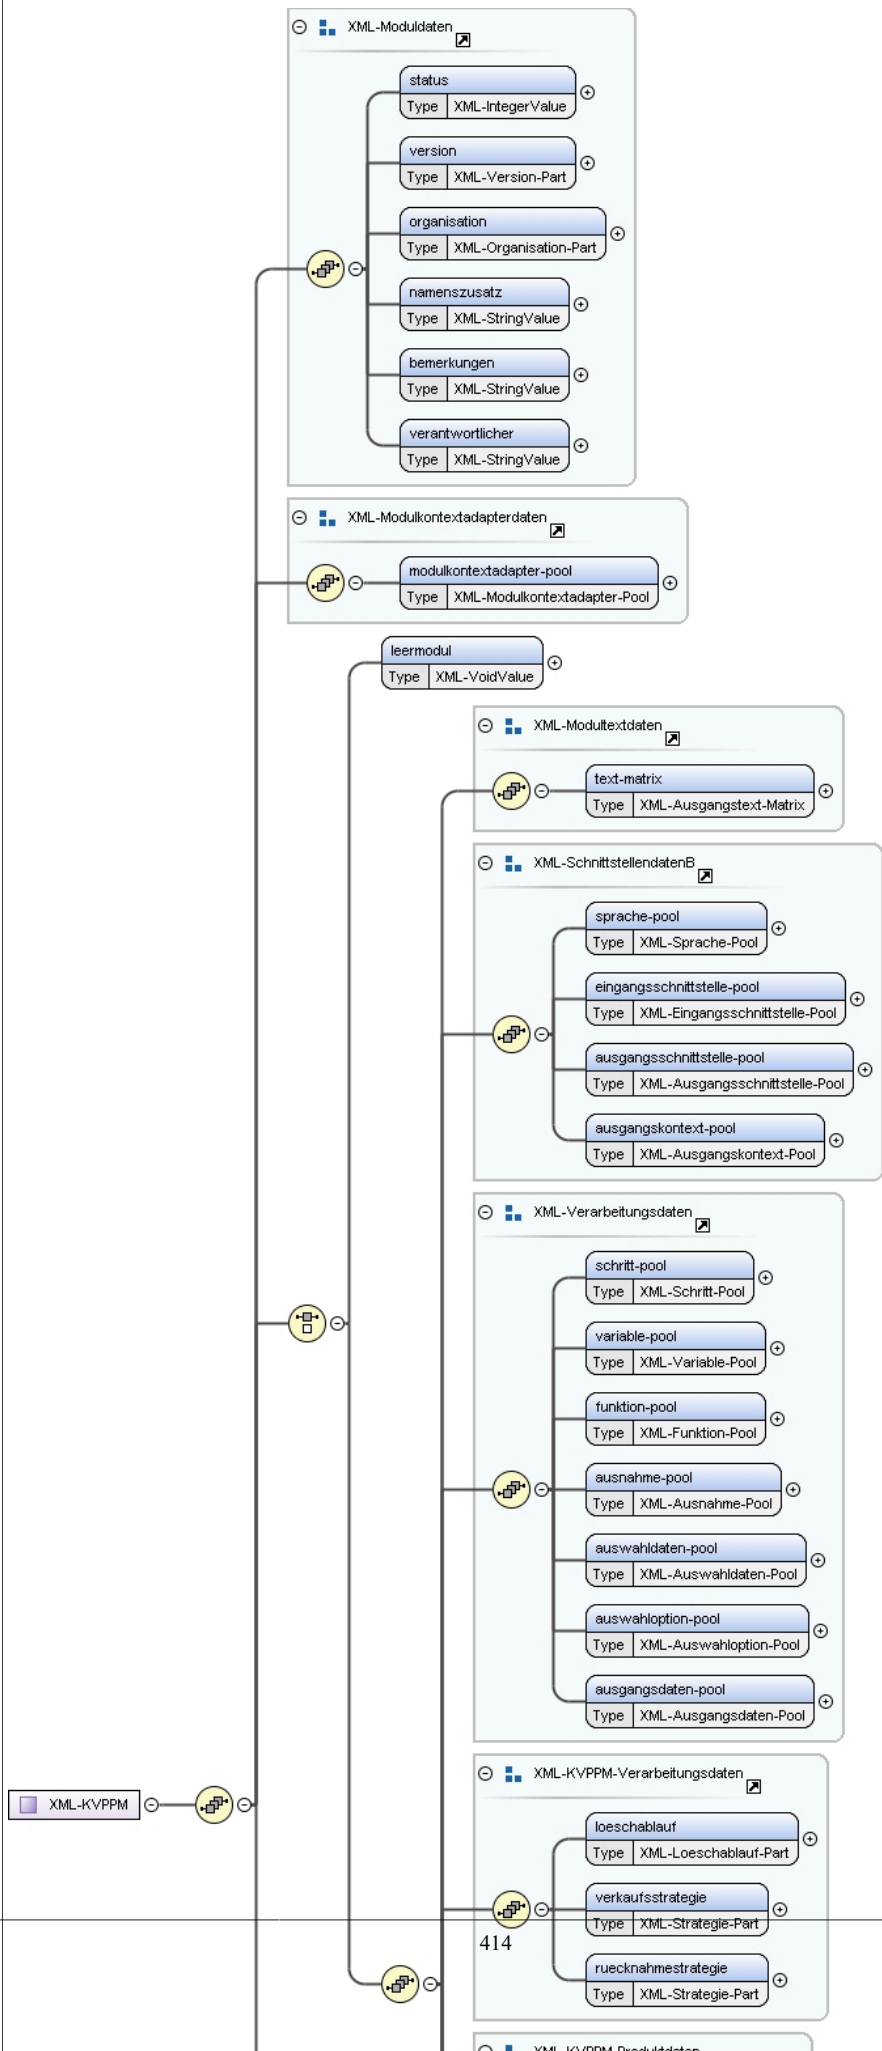 XML-Moduldaten
status
Type XML-IntegerValue
version
Type XML-Version-Part
organisation
Type XML-Organisation-Part
namenszusatz
Type XML-StringValue
bemerkungen
Type XML-StringValue
verantwortlicher
Type XML-StringValue
XML-Modulkontextadapterdaten
modulkontextadapter-pool
Type XML-Modulkontextadapter-Pool
leermodul
Type XML-VoidValue
XML-Modultextdaten
text-matrix
Type XML-Ausgangstext-Matrix
XML-SchnittstellendatenB
sprache-pool
Type XML-Sprache-Pool
eingangsschnittstelle-pool
Type XML-Eingangsschnittstelle-Pool
ausgangsschnittstelle-pool
Type XML-Ausgangsschnittstelle-Pool
ausgangskontext-pool
Type XML-Ausgangskontext-Pool
XML-Verarbeitungsdaten
schritt-pool
Type XML-Schritt-Pool
variable-pool
Type XML-Variable-Pool
funktion-pool
Type XML-Funktion-Pool
ausnahme-pool
Type XML-Ausnahme-Pool
auswahldaten-pool
Type XML-Auswahldaten-Pool
auswahloption-pool
Type XML-Auswahloption-Pool
ausgangsdaten-pool
Type XML-Ausgangsdaten-Pool
XML-KVPPM-Verarbeitungsdaten
XML-KVPPM
loeschablauf
Type XML-Loeschablauf-Part
verkaufsstrategie
Type XML-Strategie-Part
414
ruecknahmestrategie
Type XML-Strategie-Part
XML-KVPPM-Produktdaten